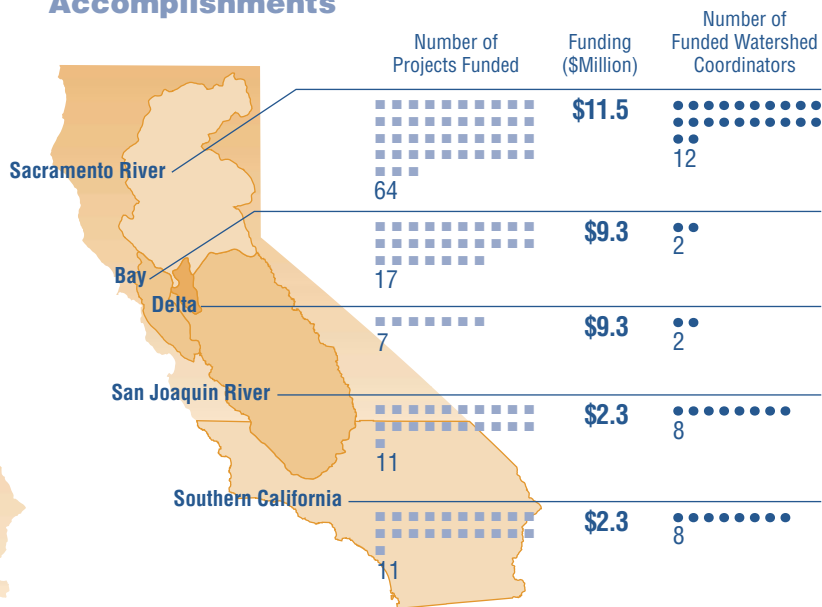 Accomplishments
Number of
Projects Funded
Funding
($Million)
Number of
Funded Watershed
Coordinators
Sacramento River
64
$11.5
12
Bay
17
$9.3
2
Delta
7
$9.3
2
San Joaquin River
11
$2.3
8
Southern California
11
$2.3
8